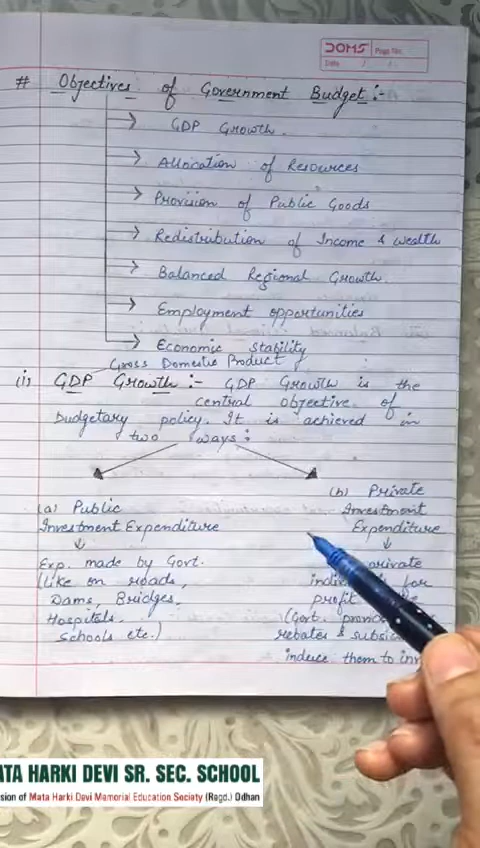 DOMS Page No.
Date / /
# Objectives of Government Budget :-
→ GDP Growth.
→ Allocation of Resources
→ Provision of Public Goods
→ Redistribution of Income & wealth
→ Balanced Regional Growth.
→ Employment opportunities
→ Economic Stability
Gross Domestic Product
(i) GDP Growth :- GDP Growth is the
central objective of
budgetary policy. It is achieved in
two ways:
(a) Public
Investment Expenditure
↓
Exp. made by Govt.
(like on roads,
Dams, Bridges,
Hospitals,
Schools etc.)
(b) Private
Investment
Expenditure
↓
private
for
profit
(Govt.
rebates &
induce them to
ATA HARKI DEVI SR. SEC. SCHOOL
sion of Mata Harki Devi Memorial Education Society (Regd.) Odhan